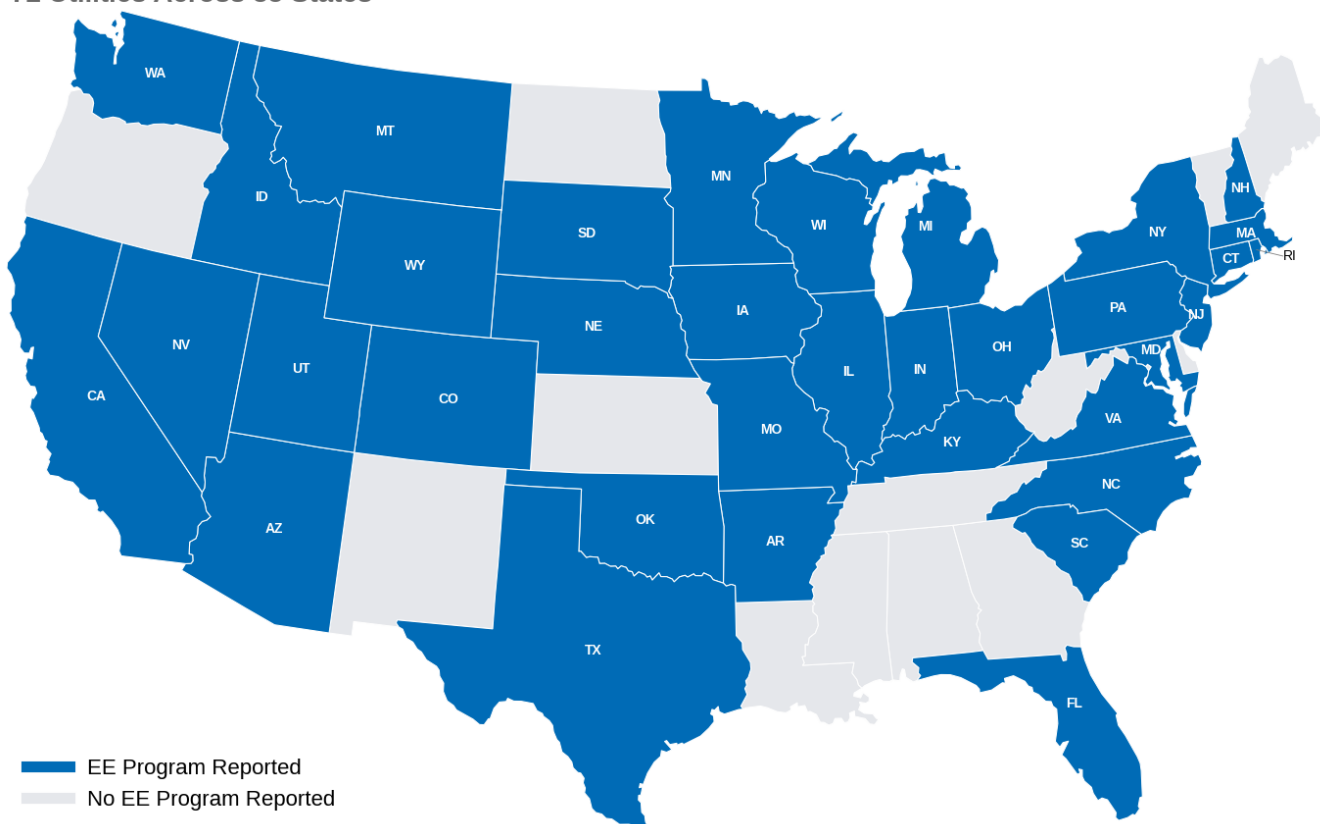 WA
MT
ID
MN
NH
WI
MI
NY
MA
SD
CT
RI
WY
IA
PA
NE
NJ
NV
OH
MD
UT
IL
IN
CA
CO
VA
MO
KY
NC
OK
AZ
AR
SC
TX
FL
EE Program Reported
No EE Program Reported